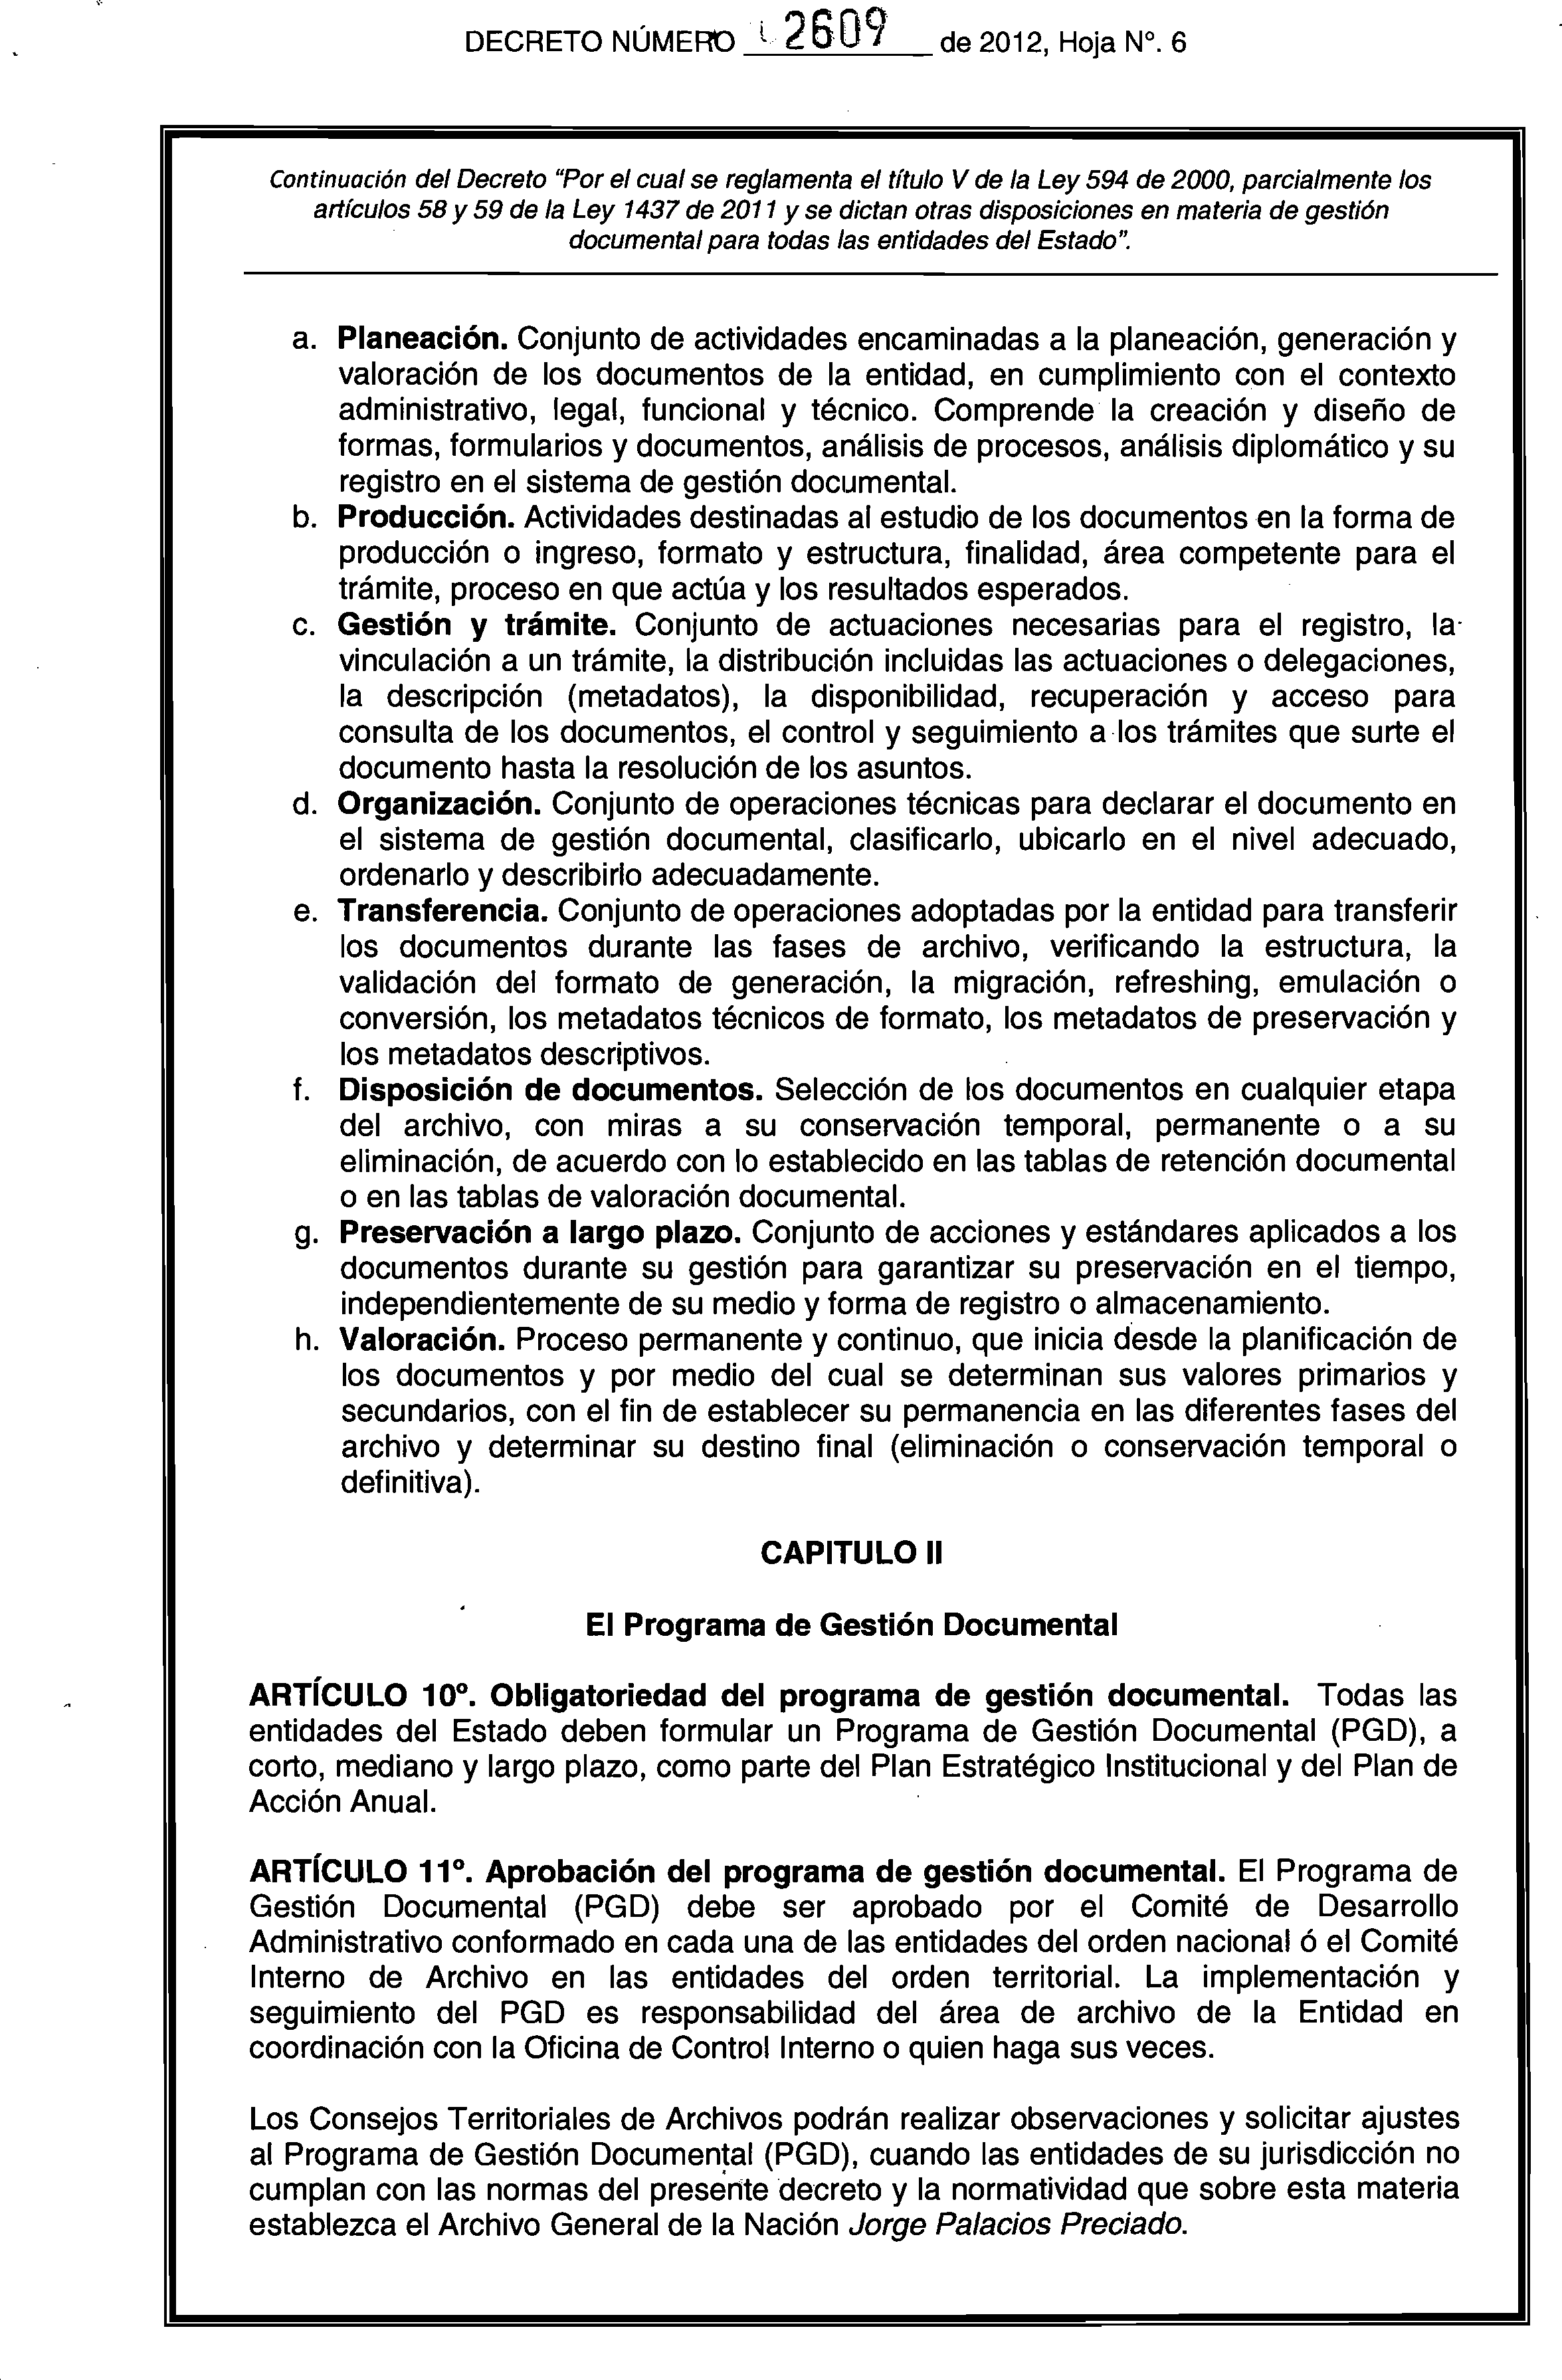 DECRETO NÚMERO 2609 de 2012, Hoja Nº. 6
Continuación del Decreto "Por el cual se reglamenta el título V de la Ley 594 de 2000, parcialmente los
artículos 58 y 59 de la Ley 1437 de 2011 y se dictan otras disposiciones en materia de gestión
documental para todas las entidades del Estado".
a. Planeación. Conjunto de actividades encaminadas a la planeación, generación y
valoración de los documentos de la entidad, en cumplimiento con el contexto
administrativo, legal, funcional y técnico. Comprende la creación y diseño de
formas, formularios y documentos, análisis de procesos, análisis diplomático y su
registro en el sistema de gestión documental.
b. Producción. Actividades destinadas al estudio de los documentos en la forma de
producción o ingreso, formato y estructura, finalidad, área competente para el
trámite, proceso en que actúa y los resultados esperados.
c. Gestión y trámite. Conjunto de actuaciones necesarias para el registro, la
vinculación a un trámite, la distribución incluidas las actuaciones o delegaciones,
la descripción (metadatos), la disponibilidad, recuperación y acceso para
consulta de los documentos, el control y seguimiento a los trámites que surte el
documento hasta la resolución de los asuntos.
d. Organización. Conjunto de operaciones técnicas para declarar el documento en
el sistema de gestión documental, clasificarlo, ubicarlo en el nivel adecuado,
ordenarlo y describirlo adecuadamente.
e. Transferencia. Conjunto de operaciones adoptadas por la entidad para transferir
los documentos durante las fases de archivo, verificando la estructura, la
validación del formato de generación, la migración, refreshing, emulación o
conversión, los metadatos técnicos de formato, los metadatos de preservación y
los metadatos descriptivos.
f. Disposición de documentos. Selección de los documentos en cualquier etapa
del archivo, con miras a su conservación temporal, permanente o a su
eliminación, de acuerdo con lo establecido en las tablas de retención documental
o en las tablas de valoración documental.
g. Preservación a largo plazo. Conjunto de acciones y estándares aplicados a los
documentos durante su gestión para garantizar su preservación en el tiempo,
independientemente de su medio y forma de registro o almacenamiento.
h. Valoración. Proceso permanente y continuo, que inicia desde la planificación de
los documentos y por medio del cual se determinan sus valores primarios y
secundarios, con el fin de establecer su permanencia en las diferentes fases del
archivo y determinar su destino final (eliminación o conservación temporal o
definitiva).
CAPITULO II
El Programa de Gestión Documental
ARTÍCULO 10º. Obligatoriedad del programa de gestión documental. Todas las
entidades del Estado deben formular un Programa de Gestión Documental (PGD), a
corto, mediano y largo plazo, como parte del Plan Estratégico Institucional y del Plan de
Acción Anual.
ARTÍCULO 11º. Aprobación del programa de gestión documental. El Programa de
Gestión Documental (PGD) debe ser aprobado por el Comité de Desarrollo
Administrativo conformado en cada una de las entidades del orden nacional ó el Comité
Interno de Archivo en las entidades del orden territorial. La implementación y
seguimiento del PGD es responsabilidad del área de archivo de la Entidad en
coordinación con la Oficina de Control Interno o quien haga sus veces.
Los Consejos Territoriales de Archivos podrán realizar observaciones y solicitar ajustes
al Programa de Gestión Documental (PGD), cuando las entidades de su jurisdicción no
cumplan con las normas del presente decreto y la normatividad que sobre esta materia
establezca el Archivo General de la Nación Jorge Palacios Preciado.